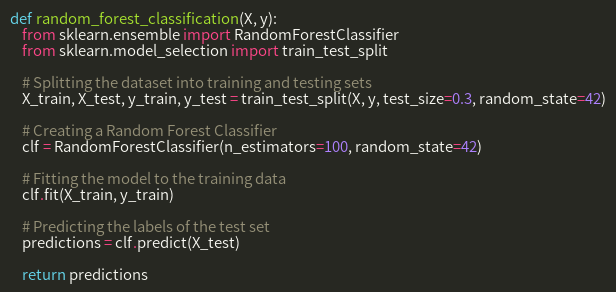 def random_forest_classification(X, y):
    from sklearn.ensemble import RandomForestClassifier
    from sklearn.model_selection import train_test_split

    # Splitting the dataset into training and testing sets
    X_train, X_test, y_train, y_test = train_test_split(X, y, test_size=0.3, random_state=42)

    # Creating a Random Forest Classifier
    clf = RandomForestClassifier(n_estimators=100, random_state=42)

    # Fitting the model to the training data
    clf.fit(X_train, y_train)

    # Predicting the labels of the test set
    predictions = clf.predict(X_test)

    return predictions